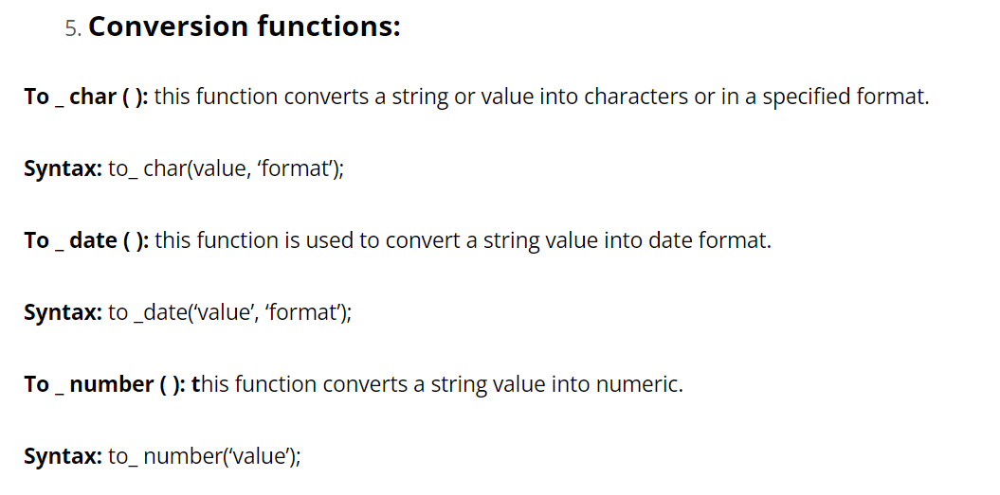 5. Conversion functions:
To _ char ( ): this function converts a string or value into characters or in a specified format.
Syntax: to_ char(value, ‘format’);
To _ date ( ): this function is used to convert a string value into date format.
Syntax: to _date(‘value’, ‘format’);
To _ number ( ): this function converts a string value into numeric.
Syntax: to_ number(‘value’);